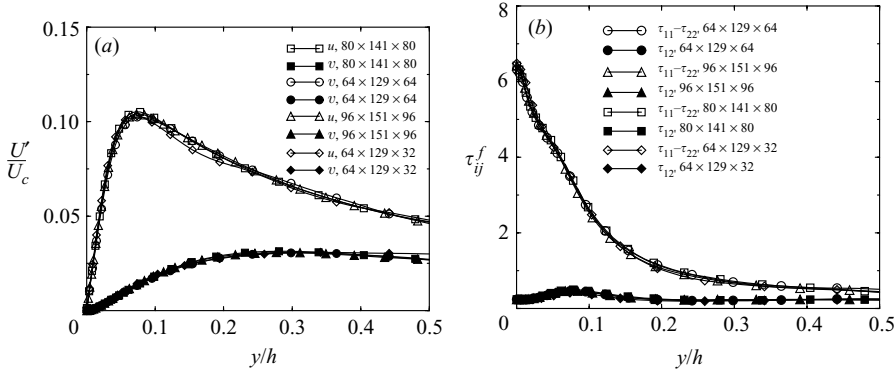 (a)
u, 80 × 141 × 80
v, 80 × 141 × 80
v, 64 × 129 × 64
v, 64 × 129 × 64
u, 96 × 151 × 96
v, 96 × 151 × 96
u, 64 × 129 × 32
v, 64 × 129 × 32
0.15
0.10
0.05
U′
U_c
0
0.1
0.2
0.3
0.4
0.5
y/h
(b)
τ11–τ22, 64 × 129 × 64
τ12, 64 × 129 × 64
τ11–τ22, 96 × 151 × 96
τ12, 96 × 151 × 96
τ11–τ22, 80 × 141 × 80
τ12, 80 × 141 × 80
τ11–τ22, 64 × 129 × 32
τ12, 64 × 129 × 32
8
6
4
2
τ_ij^f
0
0.1
0.2
0.3
0.4
0.5
y/h